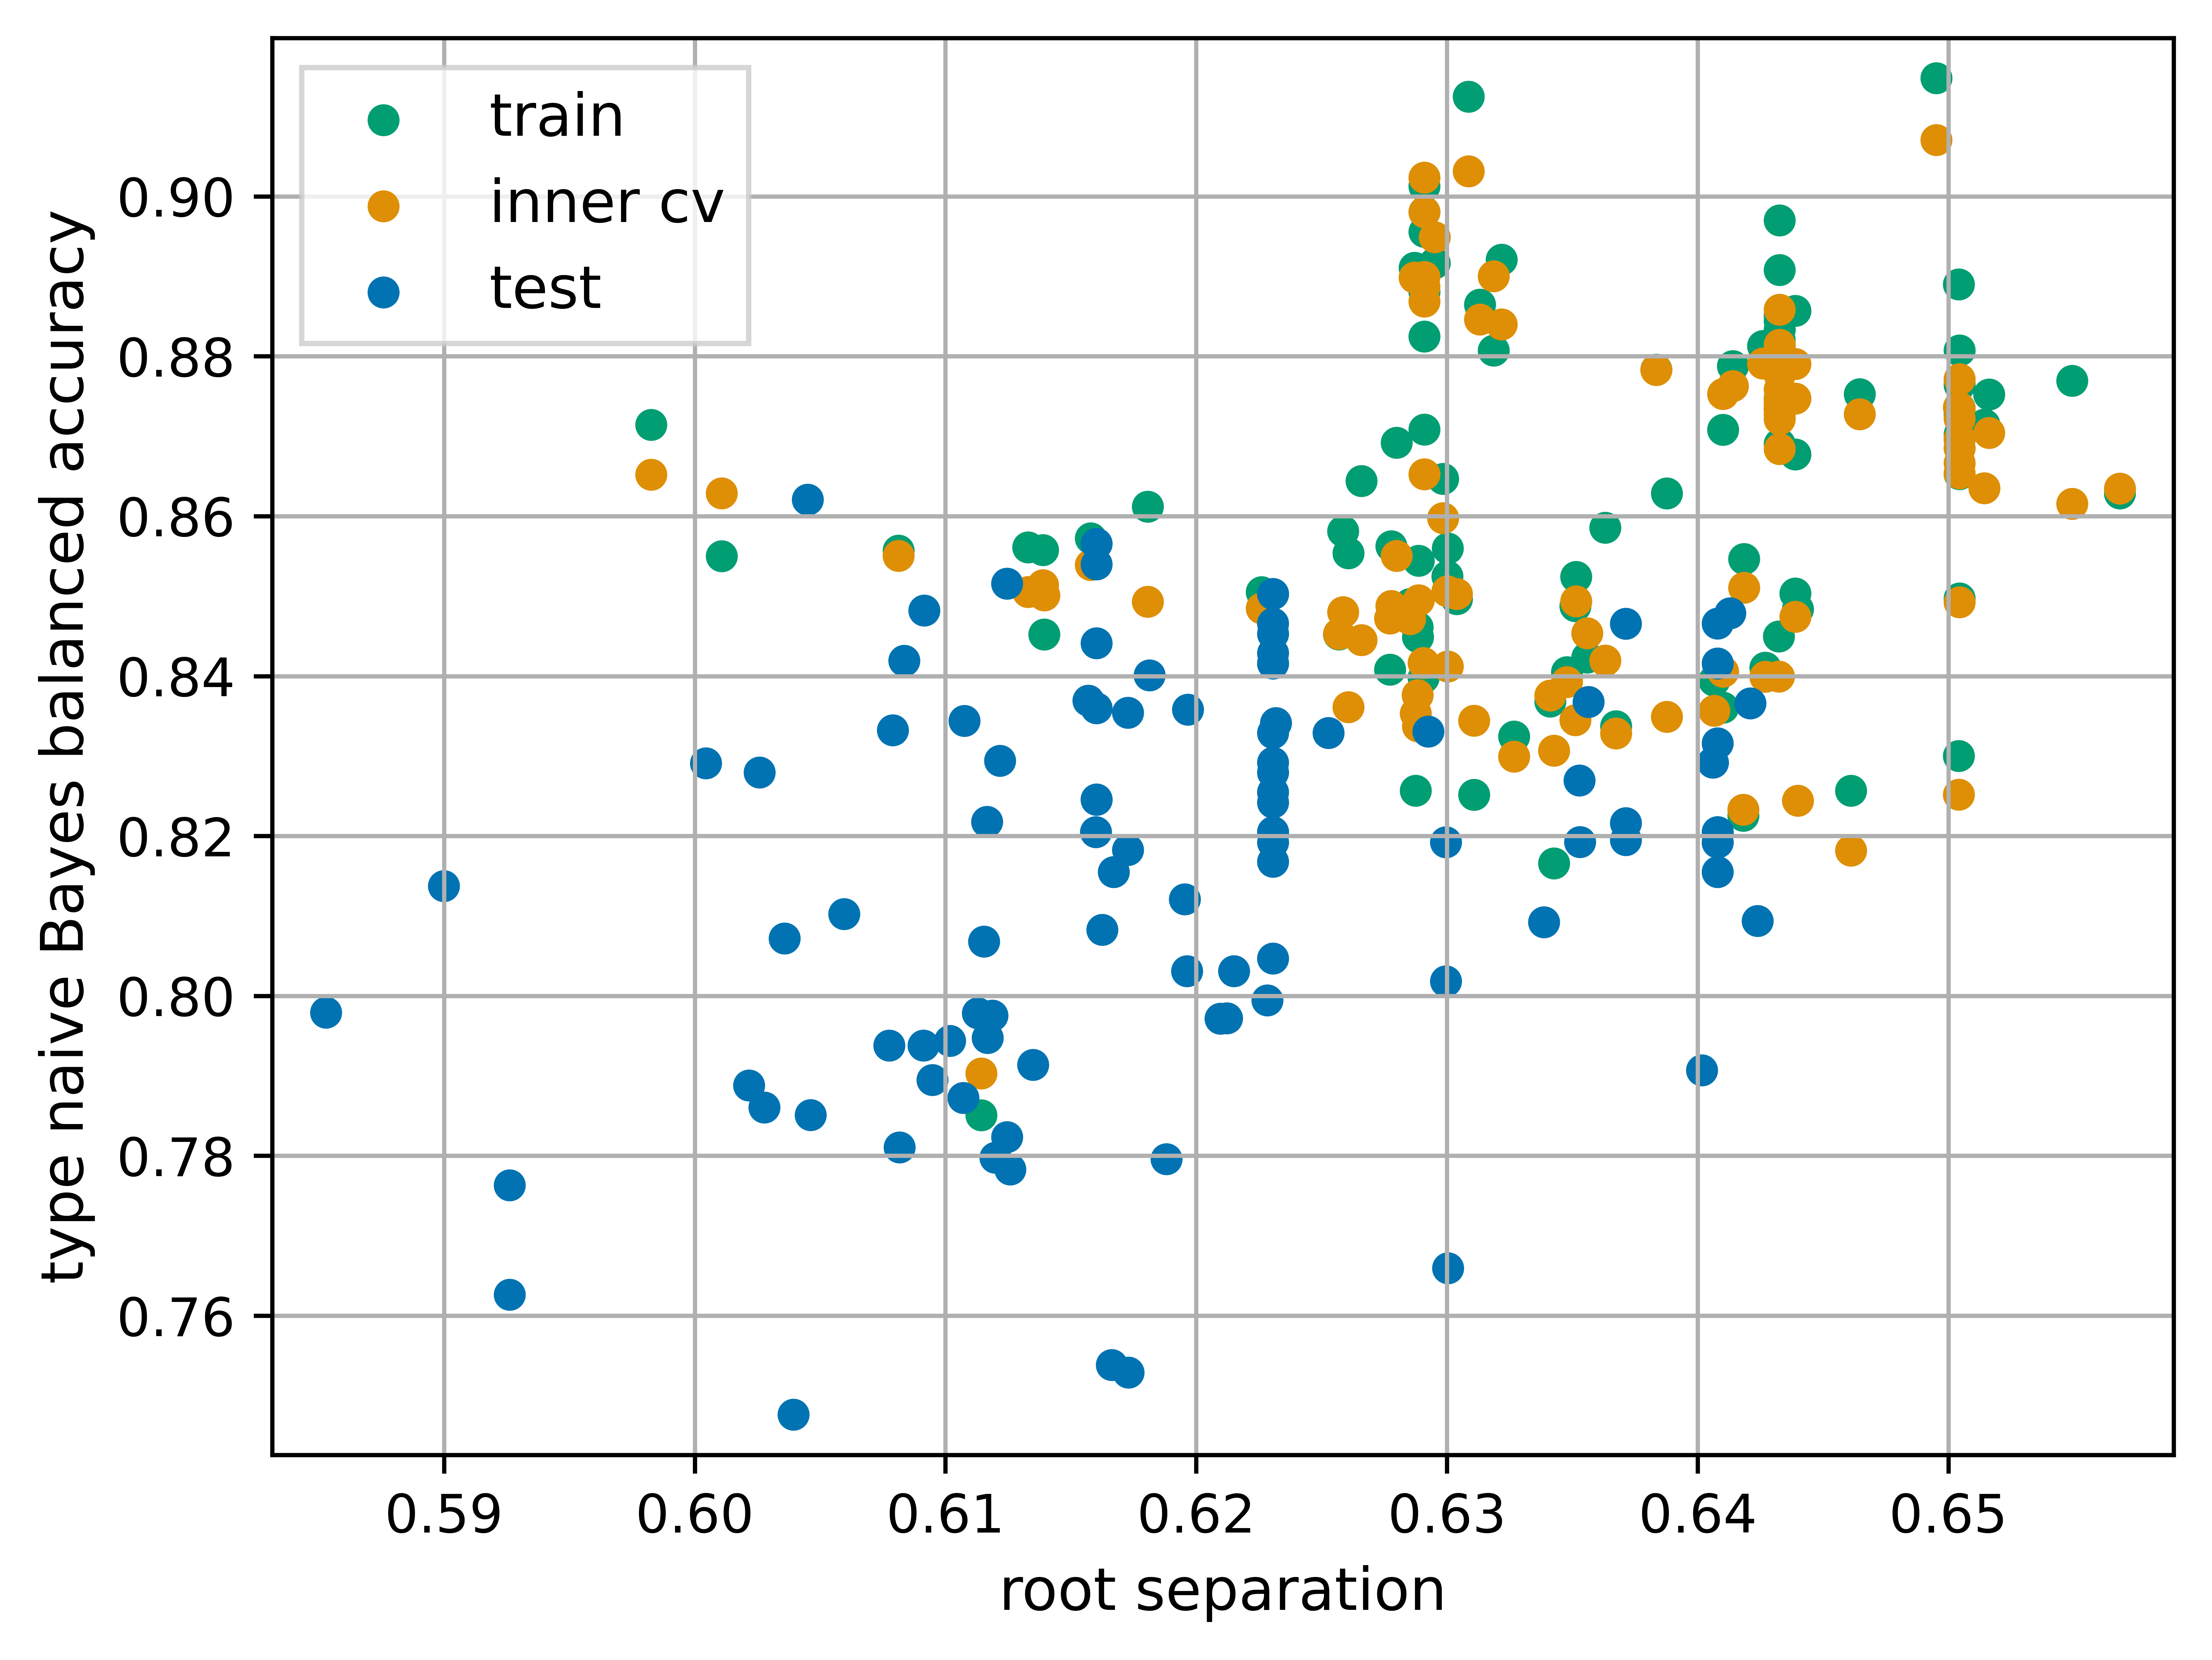 train
inner cv
test
type naive Bayes balanced accuracy
0.90
0.88
0.86
0.84
0.82
0.80
0.78
0.76
0.59 0.60 0.61 0.62 0.63 0.64 0.65
root separation